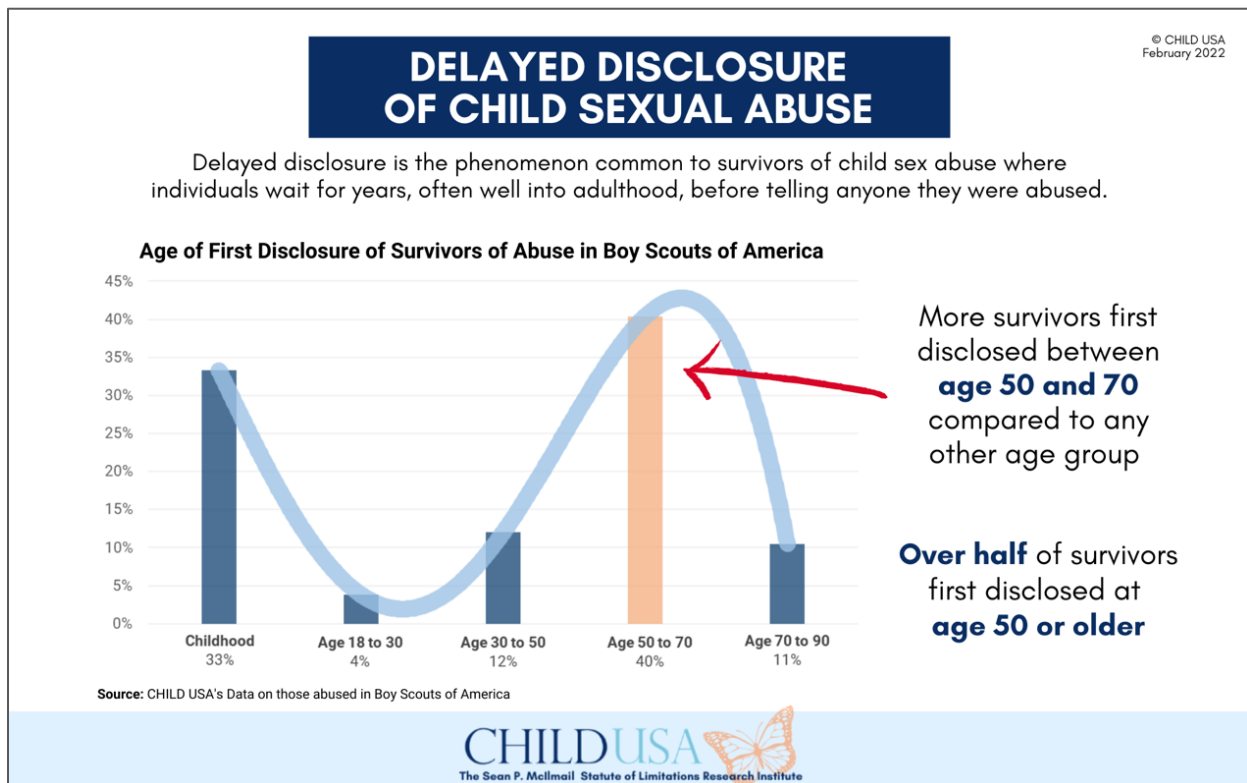 © CHILD USA
February 2022
DELAYED DISCLOSURE
OF CHILD SEXUAL ABUSE
Delayed disclosure is the phenomenon common to survivors of child sex abuse where
individuals wait for years, often well into adulthood, before telling anyone they were abused.
Age of First Disclosure of Survivors of Abuse in Boy Scouts of America
45%
40%
35%
30%
25%
20%
15%
10%
5%
0%
Childhood
33%
Age 18 to 30
4%
Age 30 to 50
12%
Age 50 to 70
40%
Age 70 to 90
11%
More survivors first
disclosed between
age 50 and 70
compared to any
other age group
Over half of survivors
first disclosed at
age 50 or older
Source: CHILD USA's Data on those abused in Boy Scouts of America
CHILDUSA
The Sean P. McIlmail Statute of Limitations Research Institute